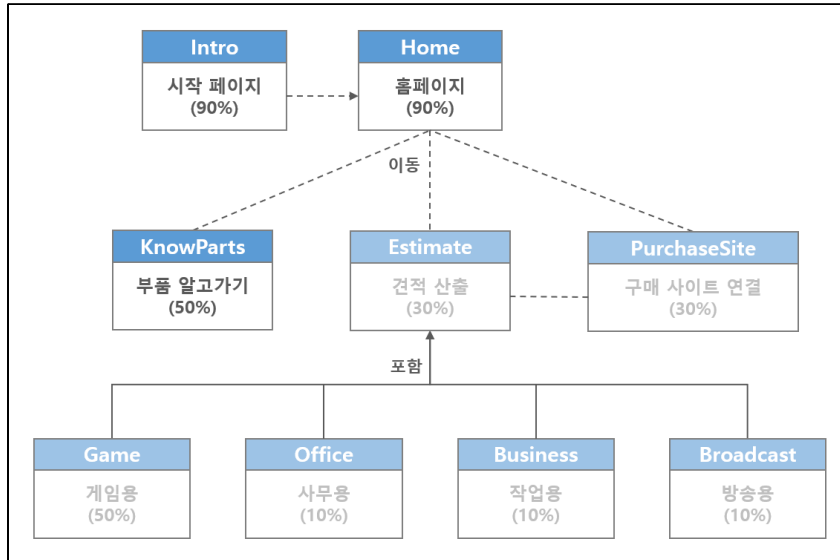 Intro
시작 페이지
(90%)
Home
홈페이지
(90%)
이동
KnowParts
부품 알고가기
(50%)
Estimate
견적 산출
(30%)
PurchaseSite
구매 사이트 연결
(30%)
포함
Game
게임용
(50%)
Office
사무용
(10%)
Business
작업용
(10%)
Broadcast
방송용
(10%)